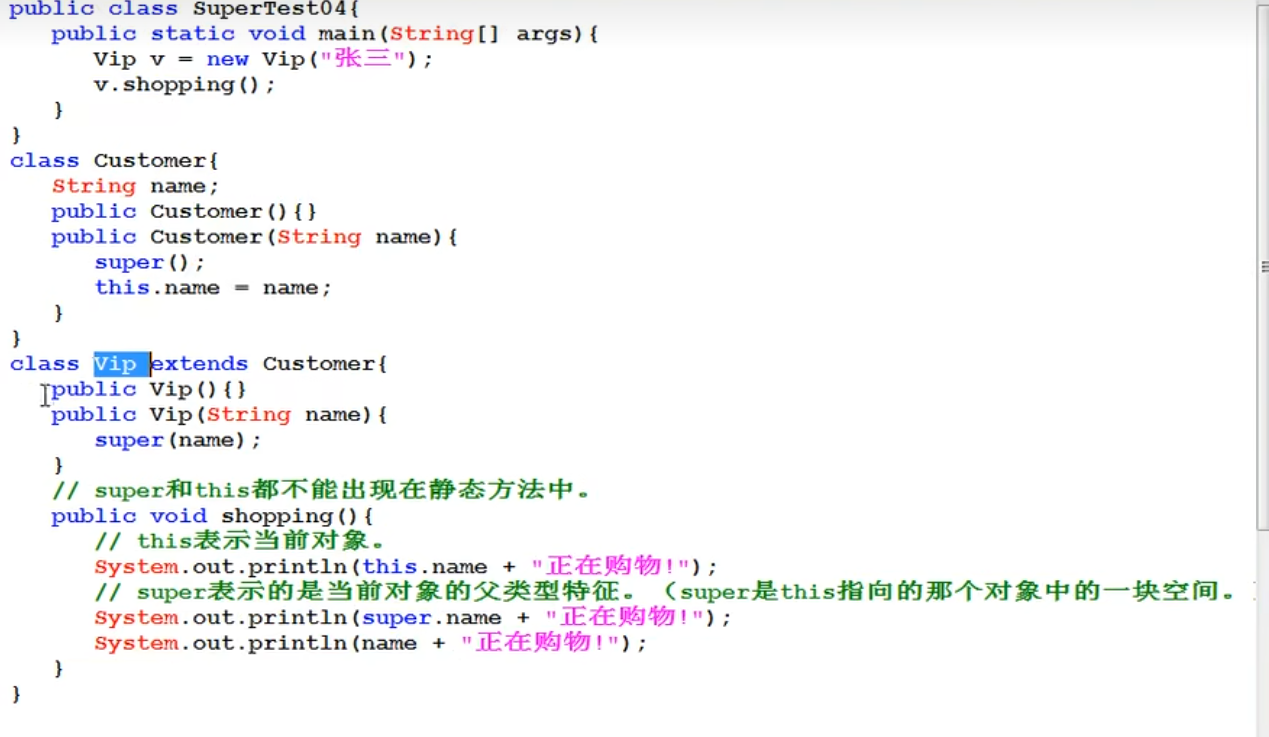 public class SuperTest04{
public static void main(String[] args){
Vip v = new Vip("张三");
v.shopping();
}
}
class Customer{
String name;
public Customer(){}
public Customer(String name){
super();
this.name = name;
}
}
class Vip extends Customer{
public Vip(){}
public Vip(String name){
super(name);
}
// super和this都不能出现在静态方法中。
public void shopping(){
// this表示当前对象。
System.out.println(this.name + "正在购物!");
// super表示的是当前对象的父类型特征。（super是this指向的那个对象中的一块空间。
System.out.println(super.name + "正在购物!");
System.out.println(name + "正在购物!");
}
}